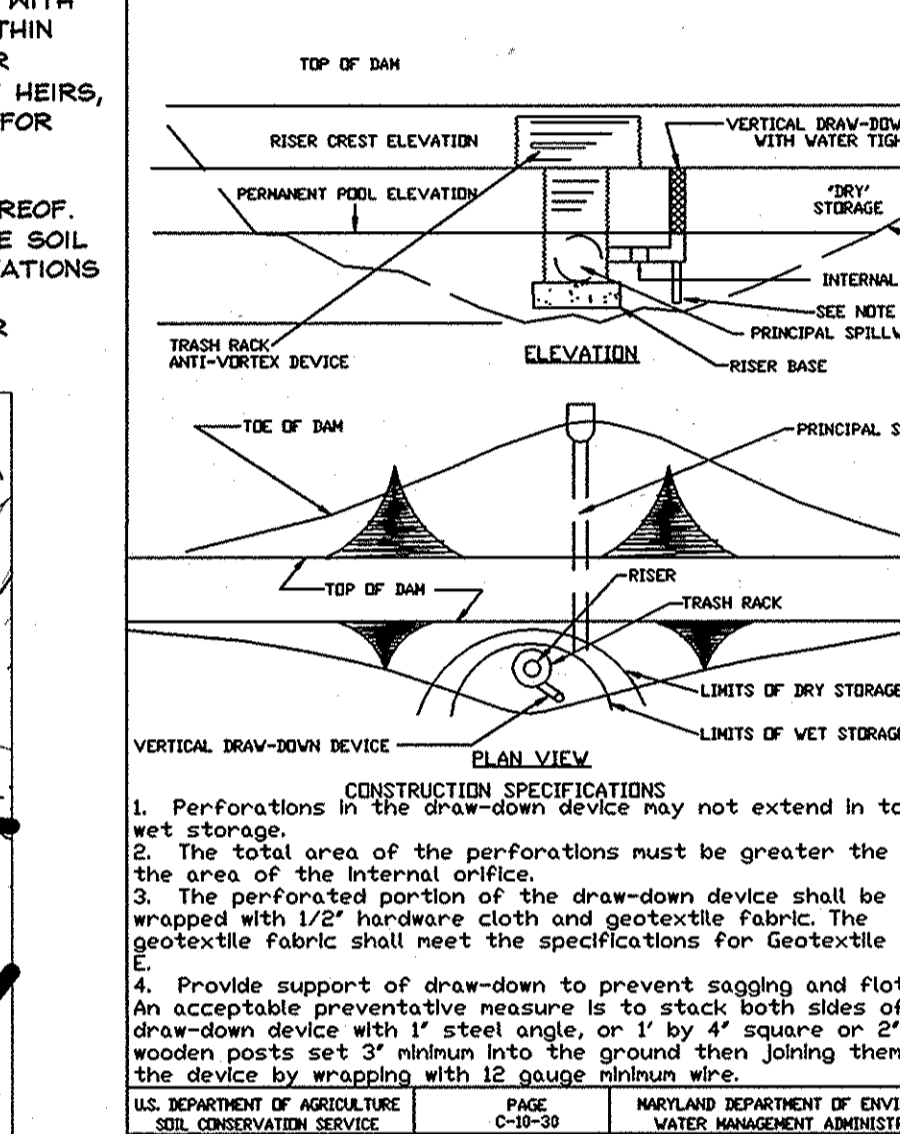 WITH
THIN
R
HEIRS,
FOR
REOF.
E SOIL
ATIONS
R
TOP OF DAM
RISER CREST ELEVATION
VERTICAL DRAW-DOW
WITH WATER TIGH
PERMANENT POOL ELEVATION
"DRY"
STORAGE
INTERNAL
SEE NOTE
PRINCIPAL SPILLW
TRASH RACK
ANTI-VORTEX DEVICE
ELEVATION
RISER BASE
TOE OF DAM
PRINCIPAL S
TOP OF DAM
RISER
TRASH RACK
LIMITS OF DRY STORAGE
LIMITS OF WET STORAGE
VERTICAL DRAW-DOWN DEVICE
PLAN VIEW
CONSTRUCTION SPECIFICATIONS
1. Perforations in the draw-down device may not extend in to
wet storage.
2. The total area of the perforations must be greater the
the area of the internal orifice.
3. The perforated portion of the draw-down device shall be
wrapped with 1/2" hardware cloth and geotextile fabric. The
geotextile fabric shall meet the specifications for Geotextile
E.
4. Provide support of draw-down to prevent sagging and flot
An acceptable preventative measure is to stack both sides of
draw-down device with 1" steel angle, or 1' by 4" square or 2"
wooden posts set 3" minimum into the ground then joining them
the device by wrapping with 12 gauge minimum wire.
U.S. DEPARTMENT OF AGRICULTURE
SOIL CONSERVATION SERVICE
PAGE
C-10-30
MARYLAND DEPARTMENT OF ENVI
WATER MANAGEMENT ADMINISTR